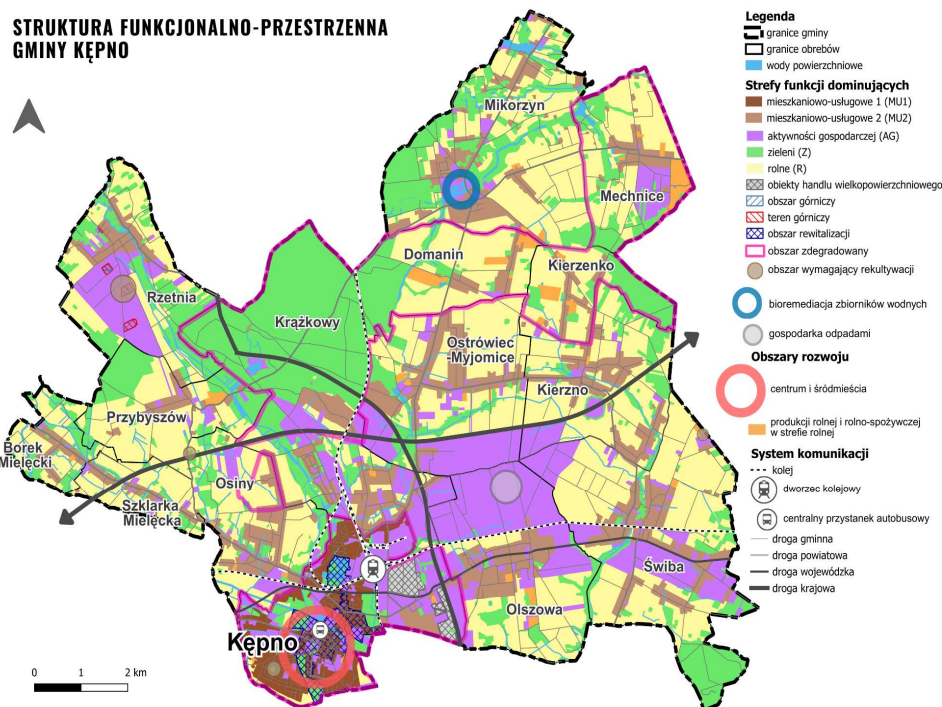 STRUKTURA FUNKCJONALNO-PRZESTRZENNA
GMINY KĘPNO
Legenda
granice gminy
granice obrębów
wody powierzchniowe
Strefy funkcji dominujących
mieszkaniowo-usługowe 1 (MU1)
mieszkaniowo-usługowe 2 (MU2)
aktywności gospodarczej (AG)
zieleni (Z)
rolne (R)
obiekty handlu wielkopowierzchniowego
obszar górniczy
teren górniczy
obszar rewitalizacji
obszar zdegradowany
obszar wymagający rekultywacji
bioremediacja zbiorników wodnych
gospodarka odpadami
Obszary rozwoju
centrum i śródmieścia
produkcji rolnej i rolno-spożywczej
w strefie rolnej
System komunikacji
kolej
dworzec kolejowy
centralny przystanek autobusowy
droga gminna
droga powiatowa
droga wojewódzka
droga krajowa
Mikorzyn
Mechnice
Domanin
Kierzenko
Rzetnia
Krążkowy
Ostrówiec
-Myjomice
Kierzno
Przybyszów
Borek
Mielęcki
Osiny
Szklarka
Mielęcka
Świba
Olszowa
Kępno
0 1 2 km